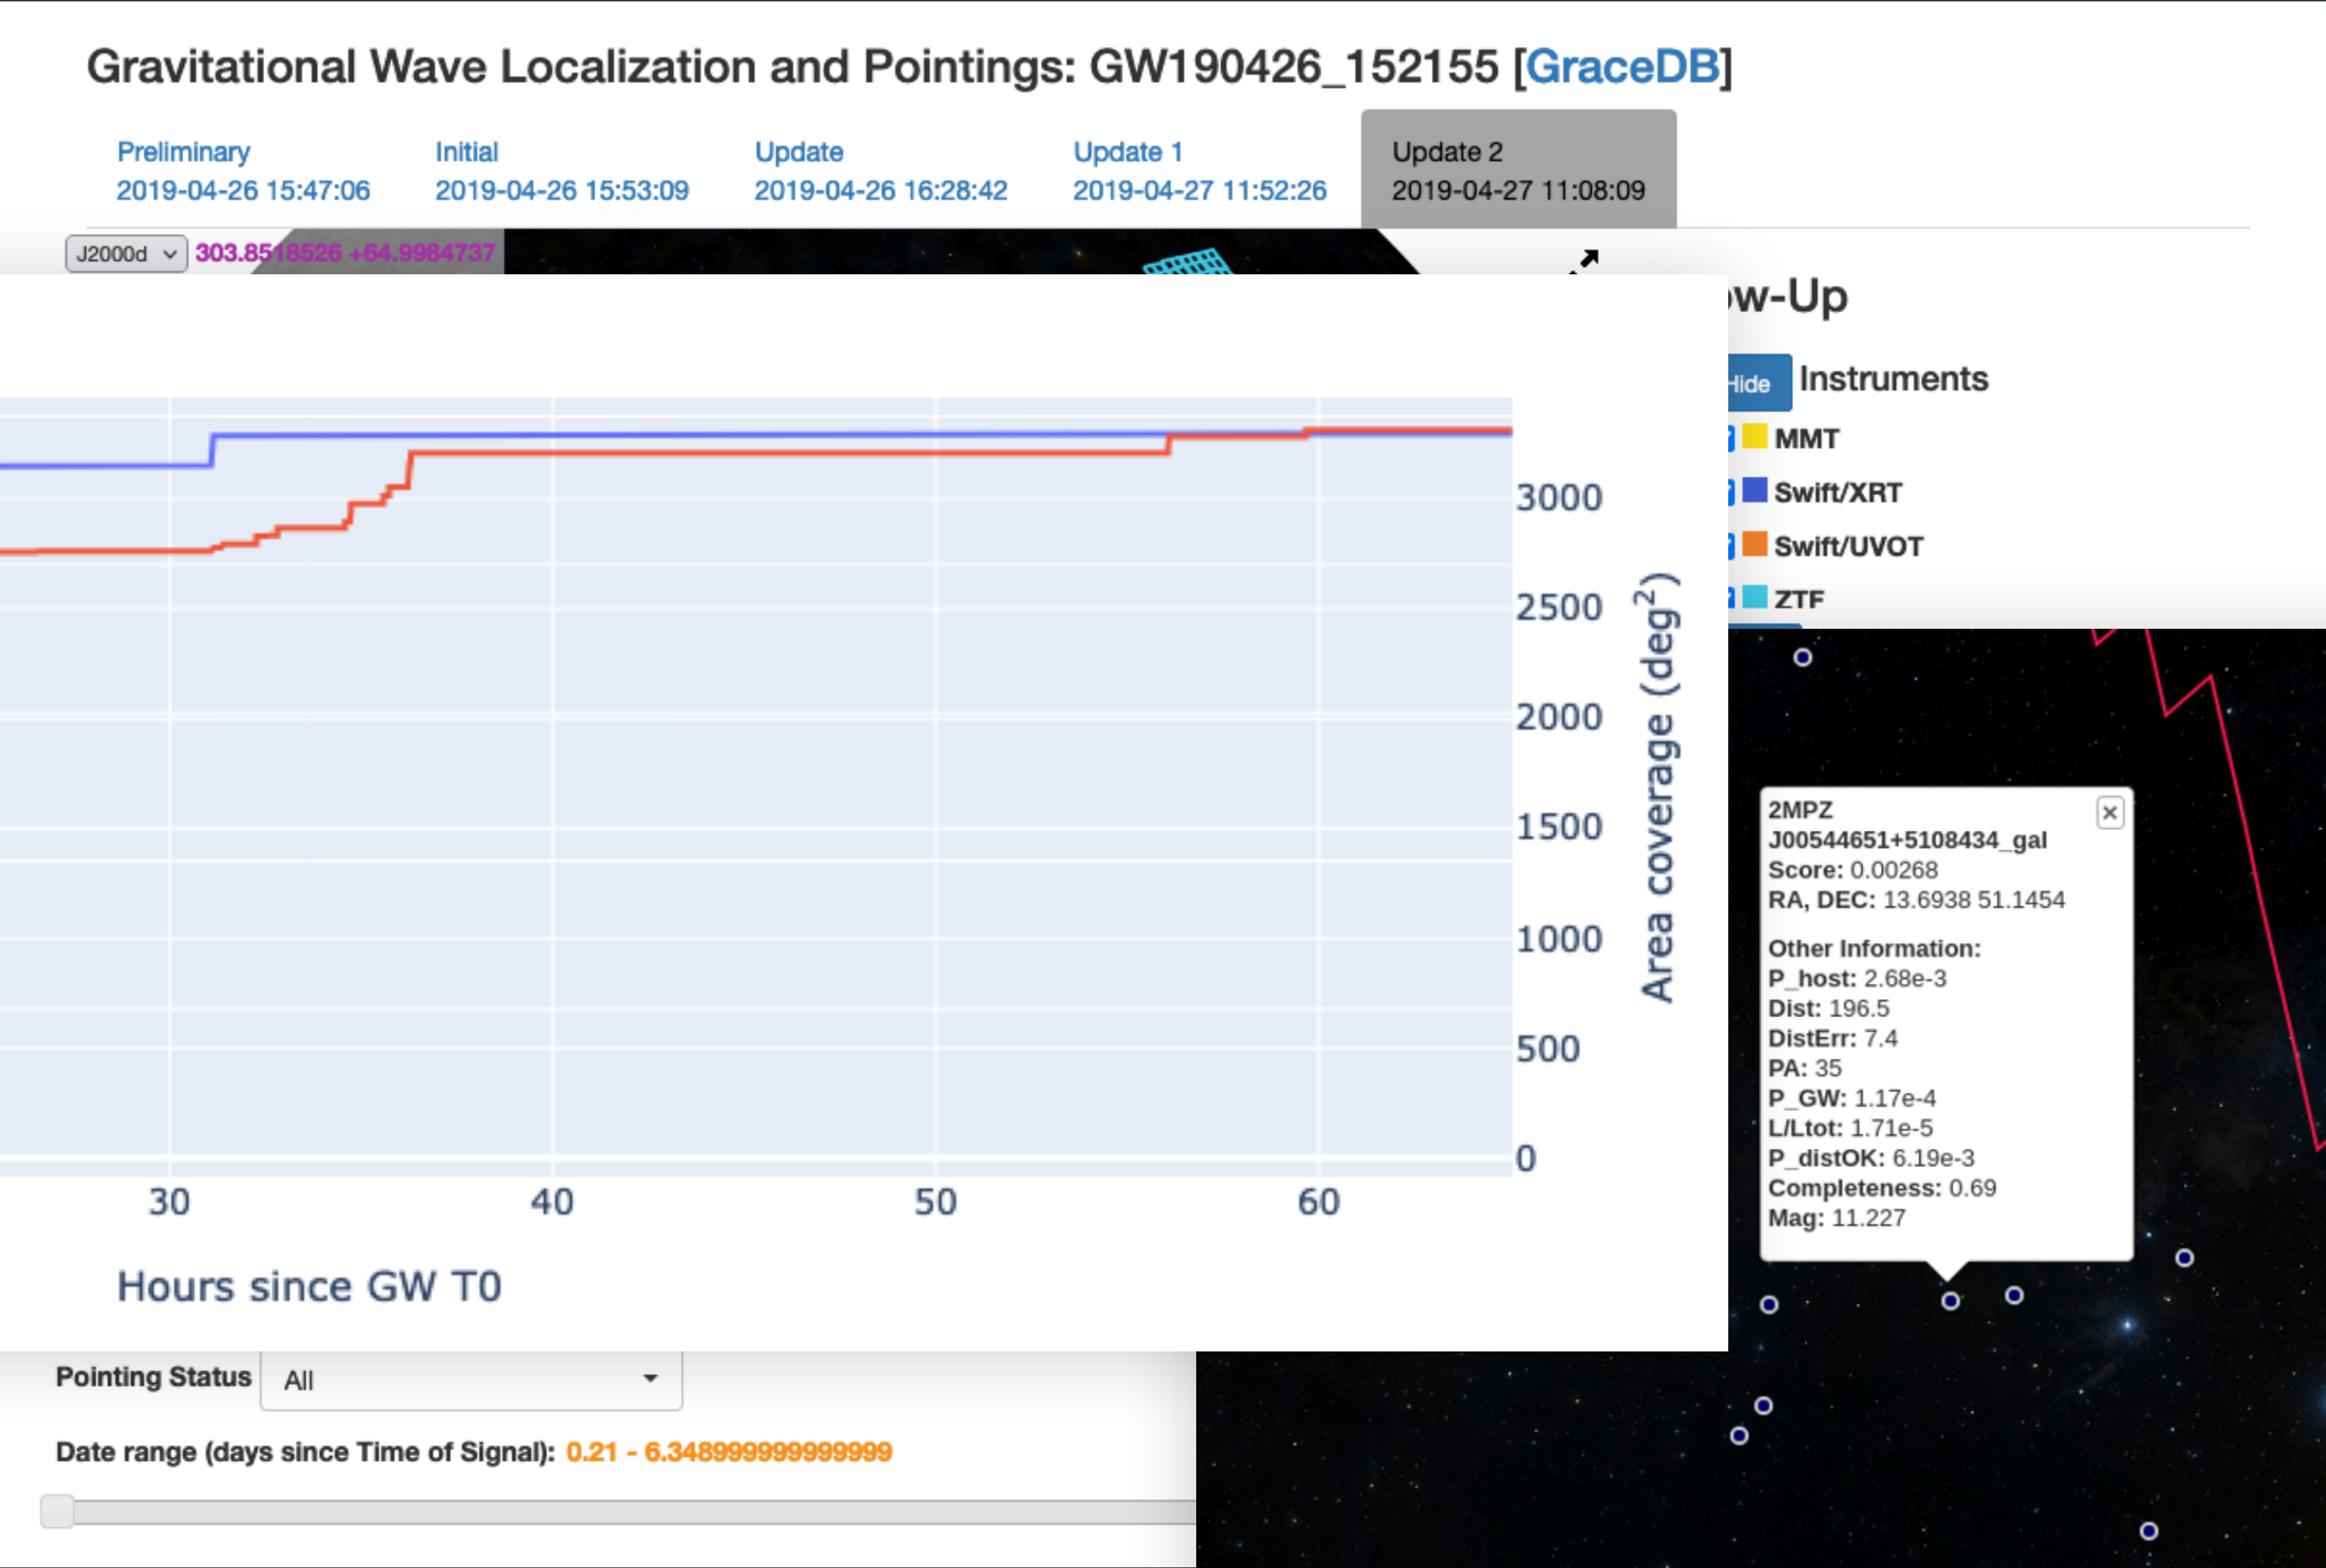 Gravitational Wave Localization and Pointings: GW190426_152155 [GraceDB]
Preliminary
2019-04-26 15:47:06
Initial
2019-04-26 15:53:09
Update
2019-04-26 16:28:42
Update 1
2019-04-27 11:52:26
Update 2
2019-04-27 11:08:09
J2000d 303.8518526 +64.9984737
ow-Up
Hide Instruments
MMT
Swift/XRT
Swift/UVOT
ZTF
3000
2500
2000
1500
1000
500
0
Area coverage (deg²)
30 40 50 60
Hours since GW T0
2MPZ
J00544651+5108434_gal
Score: 0.00268
RA, DEC: 13.6938 51.1454
Other Information:
P_host: 2.68e-3
Dist: 196.5
DistErr: 7.4
PA: 35
P_GW: 1.17e-4
L/Ltot: 1.71e-5
P_distOK: 6.19e-3
Completeness: 0.69
Mag: 11.227
Pointing Status All
Date range (days since Time of Signal): 0.21 - 6.348999999999999